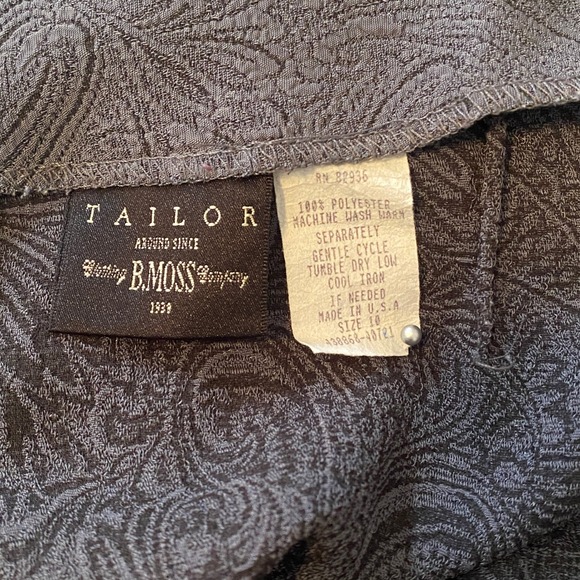 TAILOR
AROUND SINCE
Clothing B.MOSS Company
1939
RN 82936
100% POLYESTER
MACHINE WASH WARM
SEPARATELY
GENTLE CYCLE
TUMBLE DRY LOW
COOL IRON
IF NEEDED
MADE IN U.S.A
SIZE 10